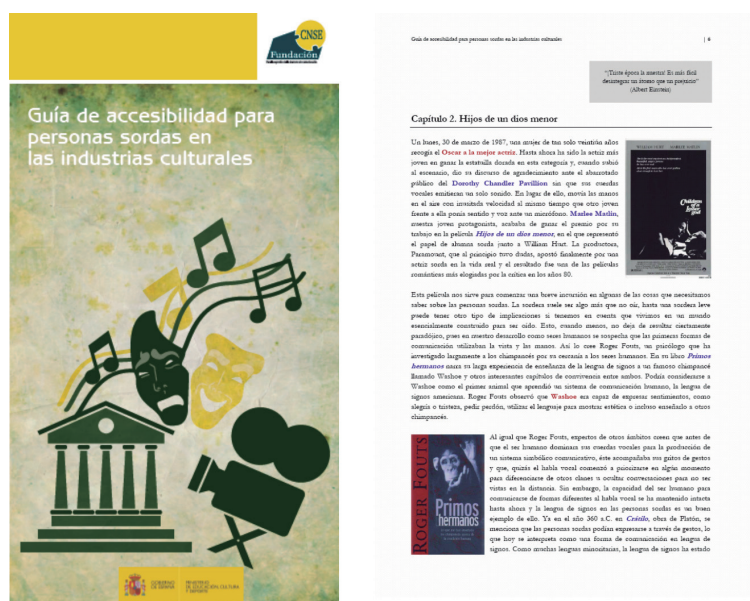 CNSE
Fundación
Guía de accesibilidad para
personas sordas en
las industrias culturales
GOBIERNO
DE ESPAÑA
MINISTERIO
DE EDUCACIÓN, CULTURA
Y DEPORTE
Guía de accesibilidad para personas sordas en las industrias culturales
"¡Triste época la nuestra! Es más fácil
desintegrar un átomo que un prejuicio"
(Albert Einstein)
Capítulo 2. Hijos de un dios menor
Un lunes, 30 de marzo de 1987, una mujer de tan solo veintiún años
recogía el Oscar a la mejor actriz. Hasta ahora ha sido la actriz más
joven en ganar la estatuilla dorada en esta categoría y, cuando subió
al escenario, dio su discurso de agradecimiento ante el abarrotado
público del Dorothy Chandler Pavillion sin que sus cuerdas
vocales emitieran un solo sonido. En lugar de ello, movía las manos
en el aire con inusitada velocidad al mismo tiempo que otro joven
frente a ella ponía sentido y voz ante un micrófono. Marlee Matlin,
nuestra joven protagonista, acababa de ganar el premio por su
trabajo en la película Hijos de un dios menor, en el que representó
el papel de alumna sorda junto a William Hurt. La productora,
Paramount, que al principio tuvo dudas, apostó finalmente por una
actriz sorda en la vida real y el resultado fue una de las películas
románticas más elogiadas por la crítica en los años 80.
Children
of a
lesser
god
Esta película nos sirve para comenzar una breve incursión en algunas de las cosas que necesitamos
saber sobre las personas sordas. La sordera suele ser algo más que no oír, hasta una sordera leve
puede tener otro tipo de implicaciones si tenemos en cuenta que vivimos en un mundo
esencialmente construido para ser oído. Esto, cuando menos, no deja de resultar ciertamente
paradójico, pues en nuestro desarrollo como seres humanos se sospecha que las primeras formas de
comunicación utilizaban la vista y las manos. Así lo cree Roger Fouts, un psicólogo que ha
investigado largamente a los chimpancés por su cercanía a los seres humanos. En su libro Primos
hermanos narra su larga experiencia de enseñanza de la lengua de signos a un famoso chimpancé
llamado Washoe y otros interesantes capítulos de convivencia entre ambos. Podría considerarse a
Washoe como el primer animal que aprendió un sistema de comunicación humano, la lengua de
signos americana. Roger Fouts observó que Washoe era capaz de expresar sentimientos, como
alegría o tristeza, pedir perdón, utilizar el lenguaje para mostrar estética o incluso enseñarlo a otros
chimpancés.
ROGER FOUTS
Primos
hermanos
Al igual que Roger Fouts, expertos de otros ámbitos creen que antes de
que el ser humano dominara sus cuerdas vocales para la producción de
un sistema simbólico comunicativo, éste acompañaba sus gritos de gestos
y que, quizás el habla vocal comenzó a priorizarse en algún momento
para diferenciarse de otros clanes u ocultar conversaciones para no ser
vistas en la distancia. Sin embargo, la capacidad del ser humano para
comunicarse de formas diferentes al habla vocal se ha mantenido intacta
hasta ahora y la lengua de signos en las personas sordas es un buen
ejemplo de ello. Ya en el año 360 a.C. en Crátilo, obra de Platón, se
menciona que las personas sordas podían expresarse a través de gestos, lo
que hoy se interpreta como una forma de comunicación en lengua de
signos. Como muchas lenguas minoritarias, la lengua de signos ha estado